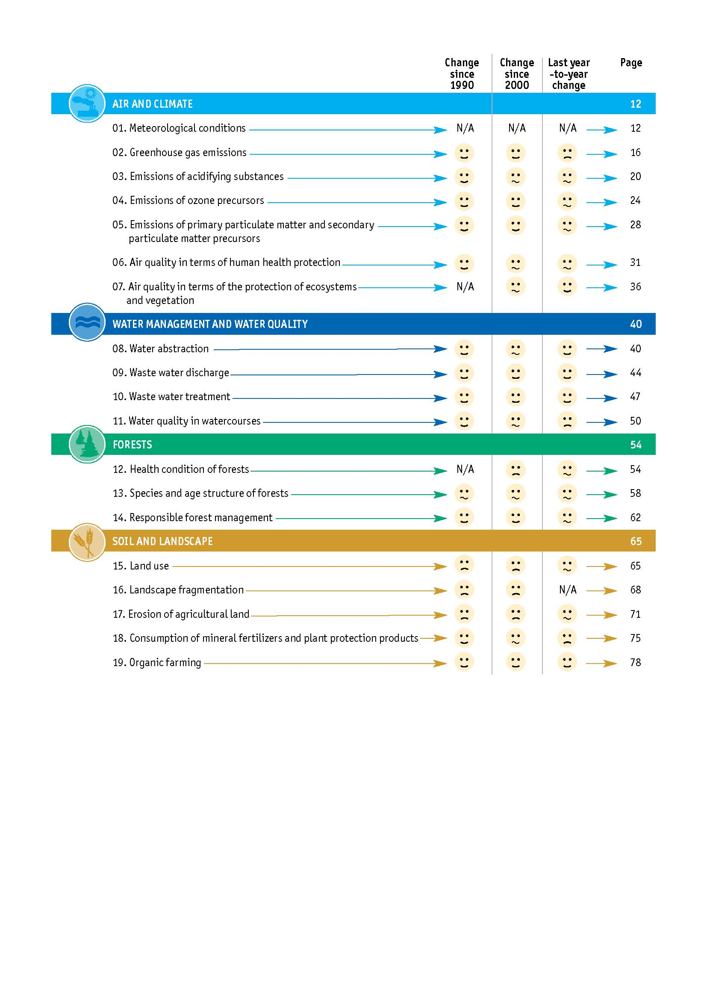 Change since 1990
Change since 2000
Last year -to-year change
Page
AIR AND CLIMATE 12
01. Meteorological conditions N/A N/A N/A 12
02. Greenhouse gas emissions 16
03. Emissions of acidifying substances 20
04. Emissions of ozone precursors 24
05. Emissions of primary particulate matter and secondary 28
particulate matter precursors
06. Air quality in terms of human health protection 31
07. Air quality in terms of the protection of ecosystems N/A 36
and vegetation
WATER MANAGEMENT AND WATER QUALITY 40
08. Water abstraction 40
09. Waste water discharge 44
10. Waste water treatment 47
11. Water quality in watercourses 50
FORESTS 54
12. Health condition of forests N/A 54
13. Species and age structure of forests 58
14. Responsible forest management 62
SOIL AND LANDSCAPE 65
15. Land use 65
16. Landscape fragmentation N/A 68
17. Erosion of agricultural land 71
18. Consumption of mineral fertilizers and plant protection products 75
19. Organic farming 78